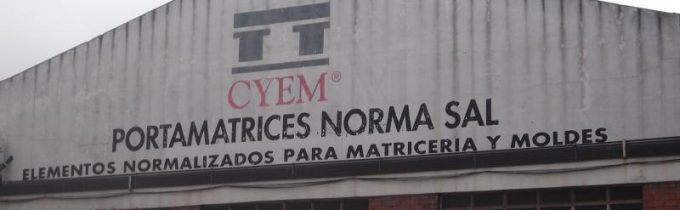 CYEM®
PORTAMATRICES NORMA SAL
ELEMENTOS NORMALIZADOS PARA MATRICERIA Y MOLDES